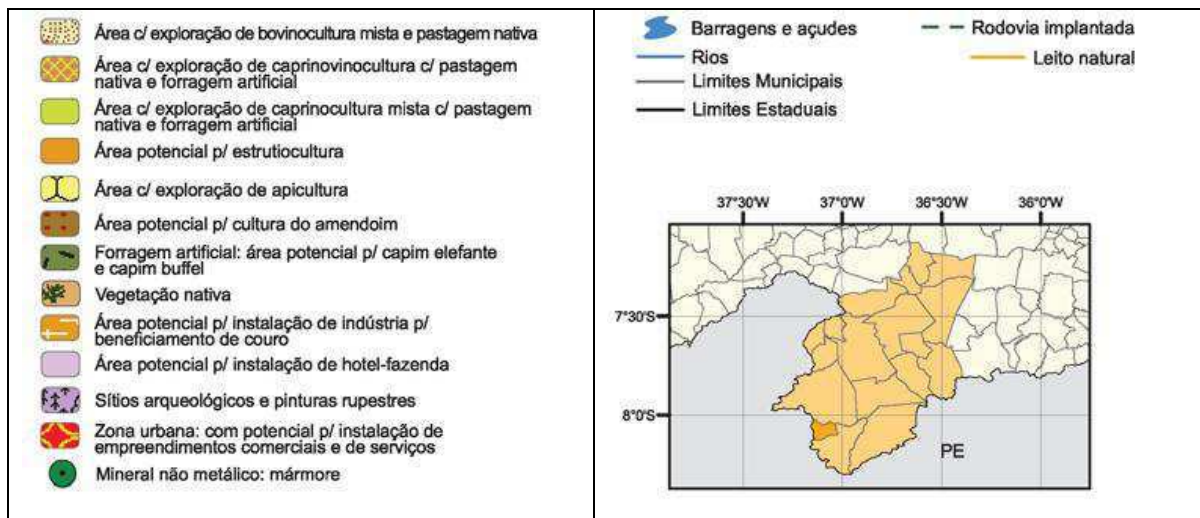 Área c/ exploração de bovinocultura mista e pastagem nativa
Área c/ exploração de caprinovinocultura c/ pastagem
nativa e forragem artificial
Área c/ exploração de caprinocultura mista c/ pastagem
nativa e forragem artificial
Área potencial p/ estrutiocultura
Área c/ exploração de apicultura
Área potencial p/ cultura do amendoim
Forragem artificial: área potencial p/ capim elefante
e capim buffel
Vegetação nativa
Área potencial p/ instalação de indústria p/
beneficiamento de couro
Área potencial p/ instalação de hotel-fazenda
Sítios arqueológicos e pinturas rupestres
Zona urbana: com potencial p/ instalação de
empreendimentos comerciais e de serviços
Mineral não metálico: mármore
Barragens e açudes
Rios
Limites Municipais
Limites Estaduais
Rodovia implantada
Leito natural
37°30'W 37°0'W 36°30'W 36°0'W
7°30'S
8°0'S
PE